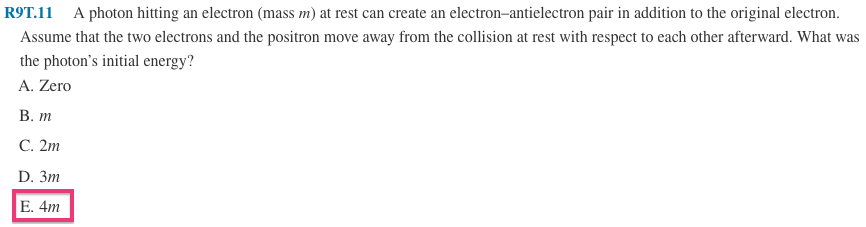 R9T.11 A photon hitting an electron (mass m) at rest can create an electron–antielectron pair in addition to the original electron.
Assume that the two electrons and the positron move away from the collision at rest with respect to each other afterward. What was
the photon's initial energy?
A. Zero
B. m
C. 2m
D. 3m
E. 4m